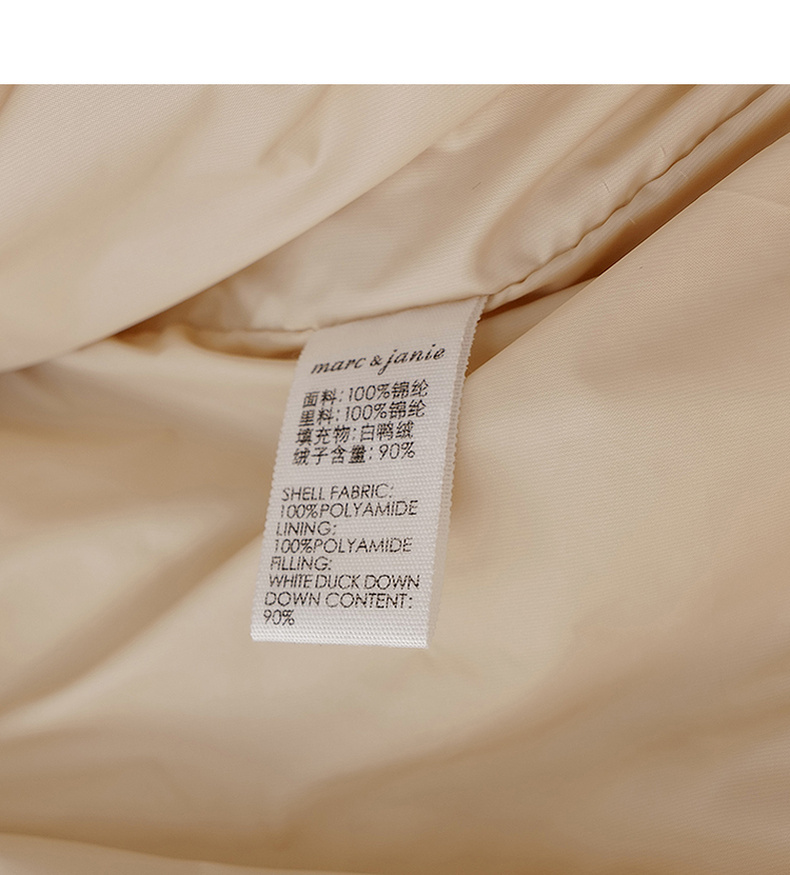 marc & janie
面料:100%锦纶
里料:100%锦纶
填充物:白鸭绒
绒子含量:90%
SHELL FABRIC:
100%POLYAMIDE
LINING:
100%POLYAMIDE
FILLING:
WHITE DUCK DOWN
DOWN CONTENT:
90%